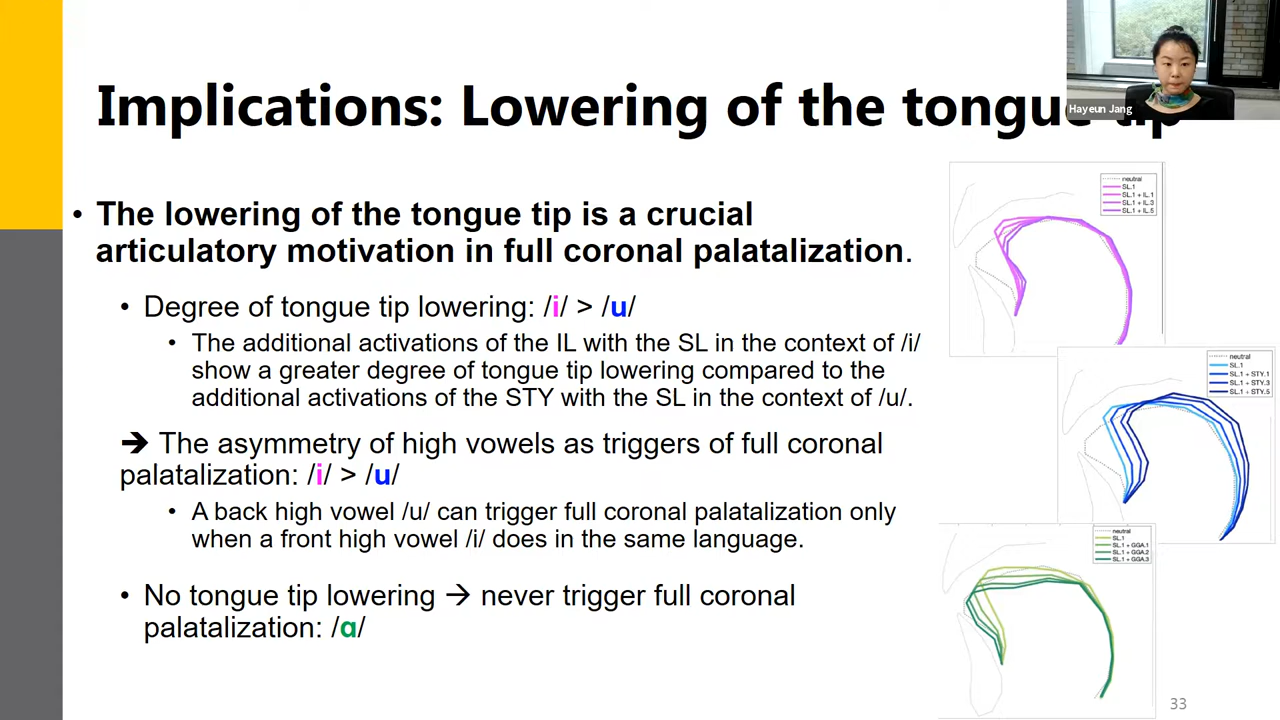 Implications: Lowering of the tongue tip
Hayeun Jang
• The lowering of the tongue tip is a crucial
articulatory motivation in full coronal palatalization.
• Degree of tongue tip lowering: /i/ > /u/
• The additional activations of the IL with the SL in the context of /i/
show a greater degree of tongue tip lowering compared to the
additional activations of the STY with the SL in the context of /u/.
➔ The asymmetry of high vowels as triggers of full coronal
palatalization: /i/ > /u/
• A back high vowel /u/ can trigger full coronal palatalization only
when a front high vowel /i/ does in the same language.
• No tongue tip lowering → never trigger full coronal
palatalization: /ɑ/
neutral
SL.1
SL.1 + IL.1
SL.1 + IL.3
SL.1 + IL.5
neutral
SL.1
SL.1 + STY.1
SL.1 + STY.3
SL.1 + STY.5
neutral
SL.1
SL.1 + GGA.1
SL.1 + GGA.2
SL.1 + GGA.3
33